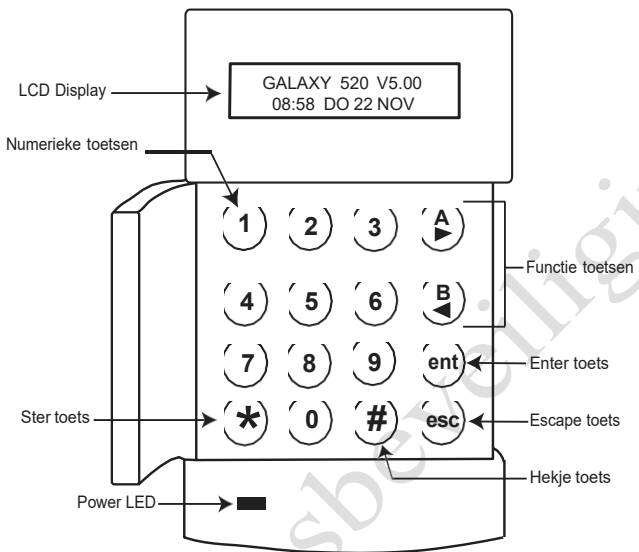 GALAXY 520 V5.00
08:58 DO 22 NOV
LCD Display
Numerieke toetsen
1 2 3 A
Functie toetsen
4 5 6 B
7 8 9 ent
Enter toets
Ster toets
* 0 # esc
Escape toets
Hekje toets
Power LED
sbeveiligi